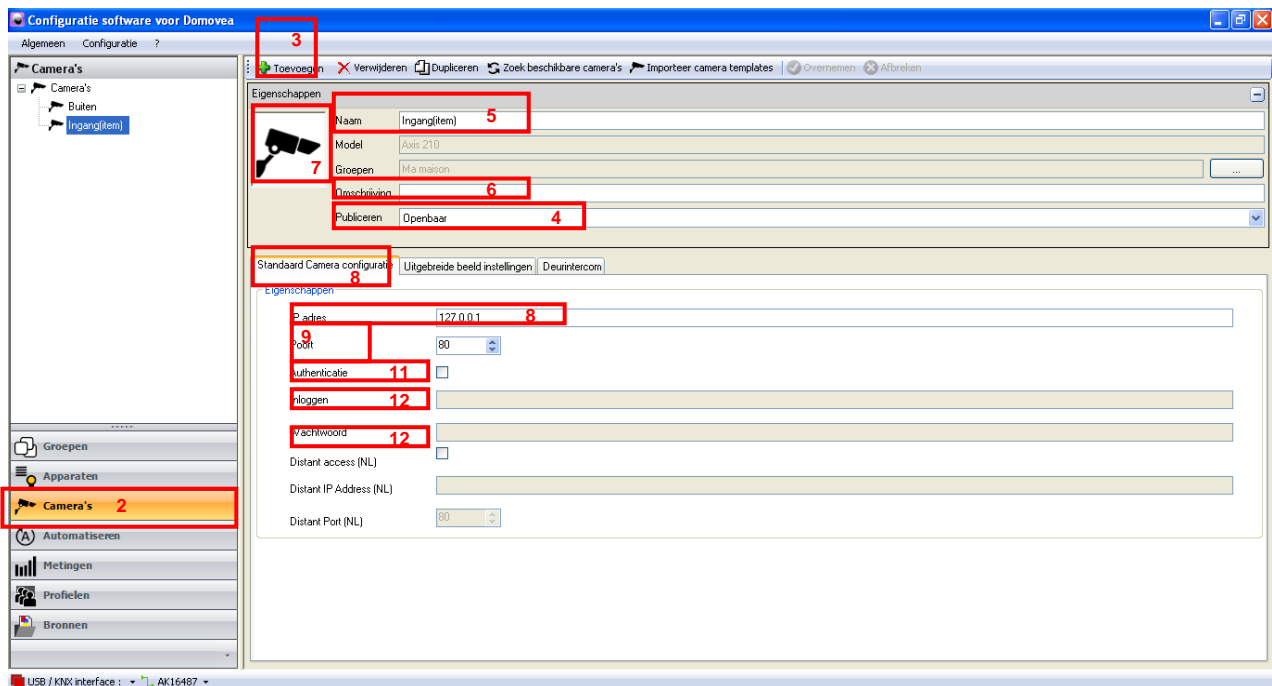 Configuratie software voor Domovea
Algemeen Configuratie ?
3
Camera's
Toevoegen Verwijderen Dupliceren Zoek beschikbare camera's Importeer camera templates Overnemen Afbreken
Camera's
Buiten
Ingang(item)
Eigenschappen
7
Naam Ingang(item) 5
Model Axis 210
Groepen Ma maison ...
Omschrijving 6
Publiceren Openbaar 4
Standaard Camera configuratie Uitgebreide beeld instellingen Deurintercom
8
Eigenschappen
IP adres 127.0.0.1 8
9
Poort 80
Authenticatie 11
Inloggen 12
Wachtwoord 12
Distant access (NL)
Distant IP Address (NL)
Distant Port (NL) 80
Groepen
Apparaten
Camera's 2
Automatiseren
Metingen
Profielen
Bronnen
USB / KNX interface : AK16487